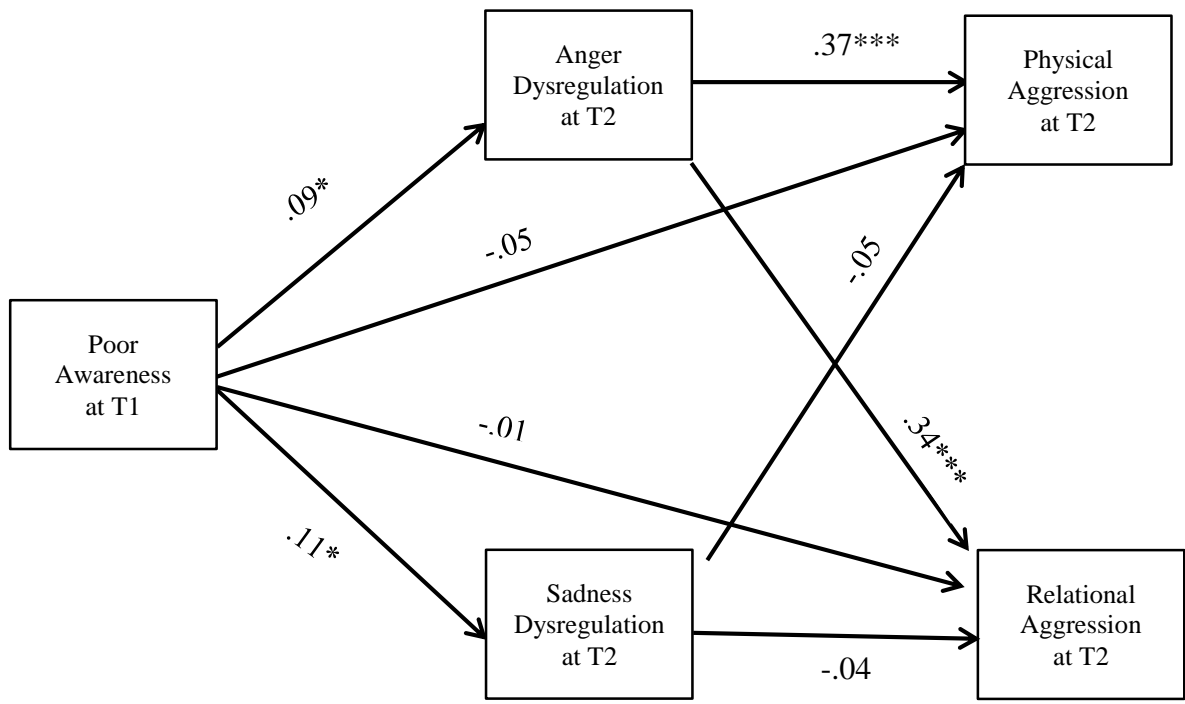 Anger
Dysregulation
at T2
.37***
Physical
Aggression
at T2
.09*
-.05
-.05
Poor
Awareness
at T1
-.01
.34***
.11*
Sadness
Dysregulation
at T2
-.04
Relational
Aggression
at T2